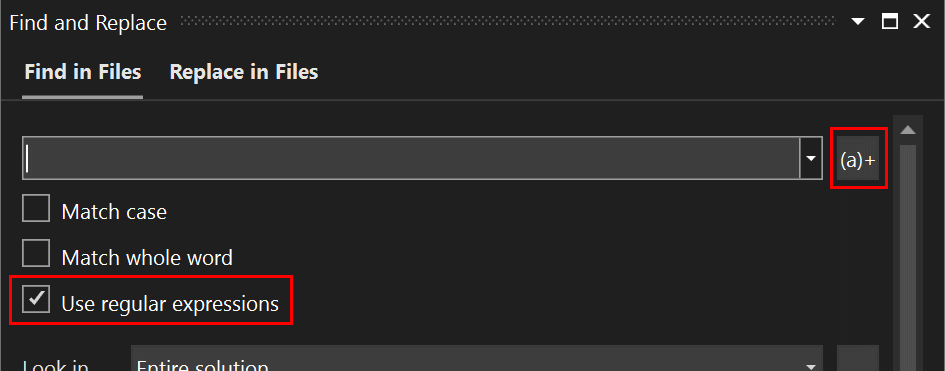 Find and Replace
Find in Files Replace in Files
(a)+
Match case
Match whole word
Use regular expressions
Look in Entire solution